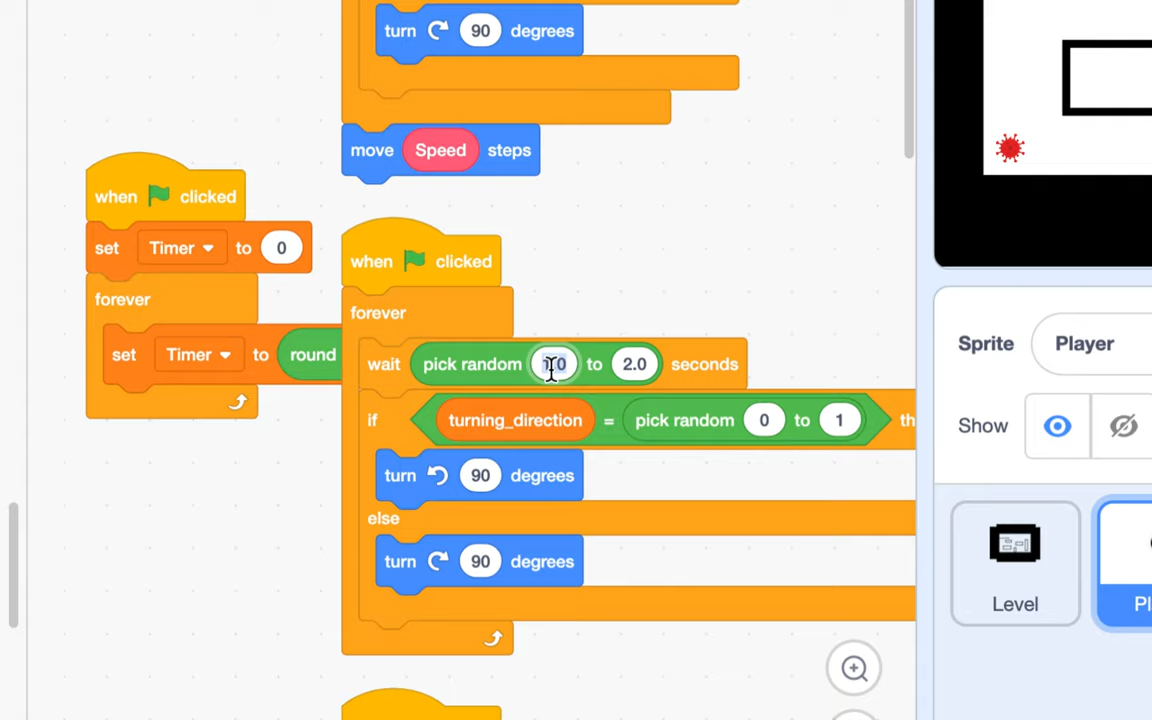 turn 90 degrees
move Speed steps
when clicked
set Timer to 0
forever
set Timer to round
when clicked
forever
wait pick random to 2.0 seconds
if turning_direction = pick random 0 to 1 th
turn 90 degrees
else
turn 90 degrees
Sprite Player
Show
Level
Pl